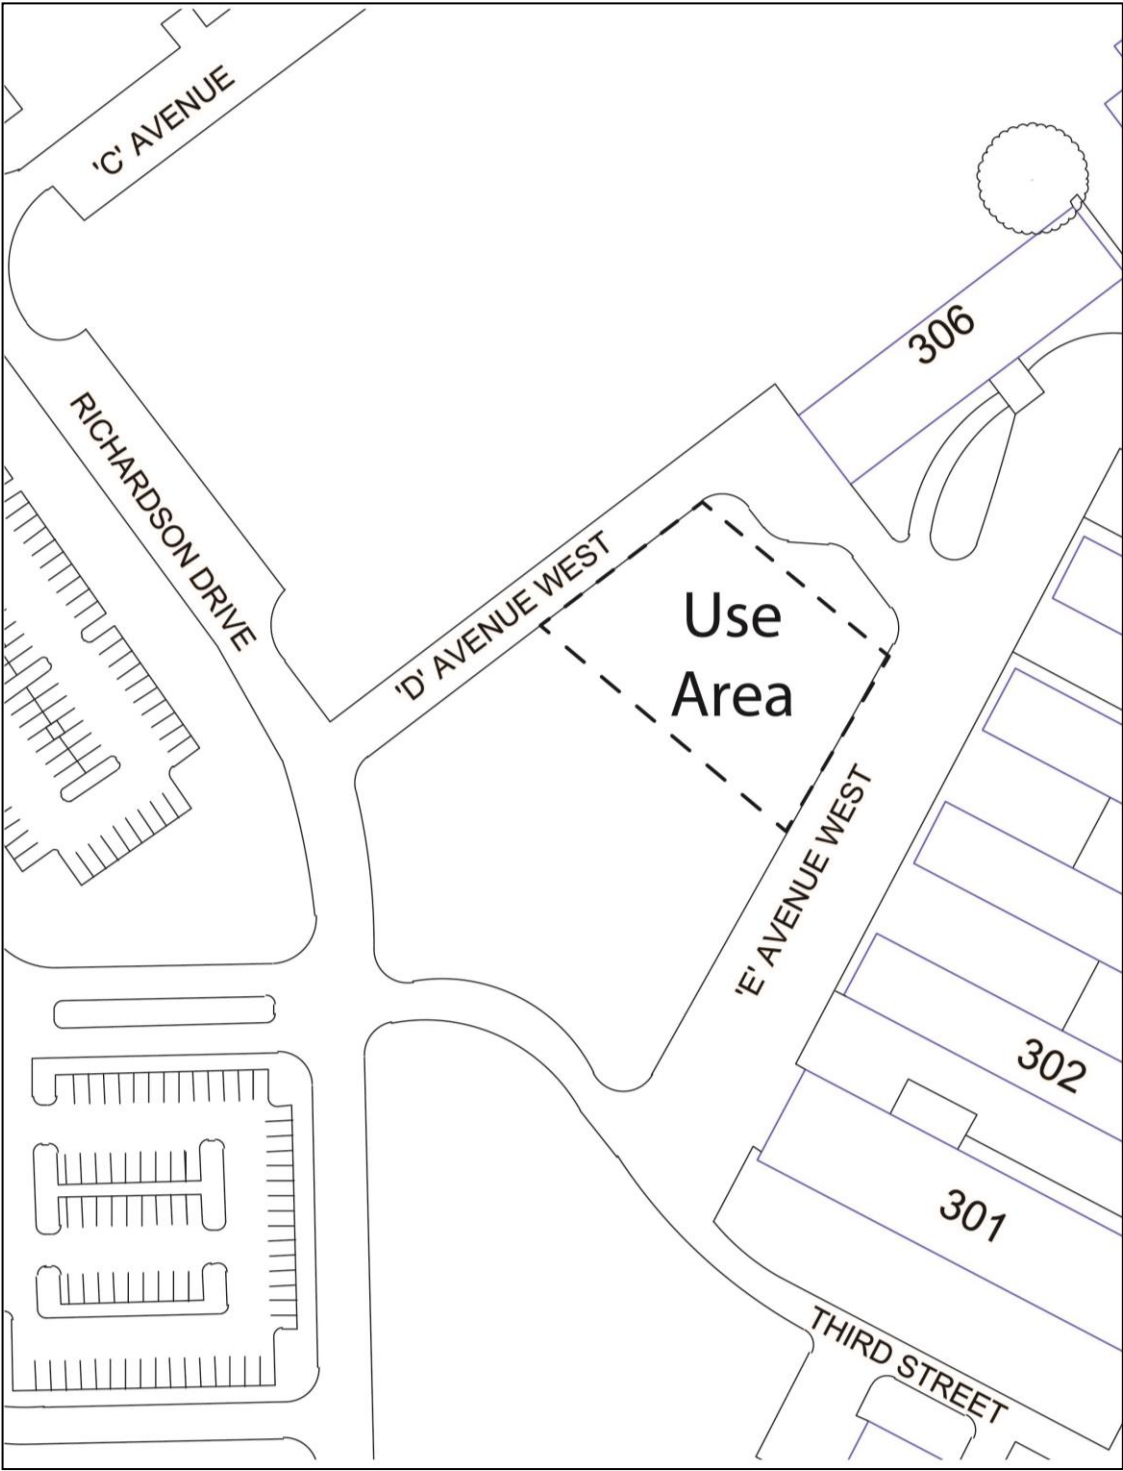 'C' AVENUE
306
RICHARDSON DRIVE
'D' AVENUE WEST
Use
Area
'E' AVENUE WEST
302
301
THIRD STREET